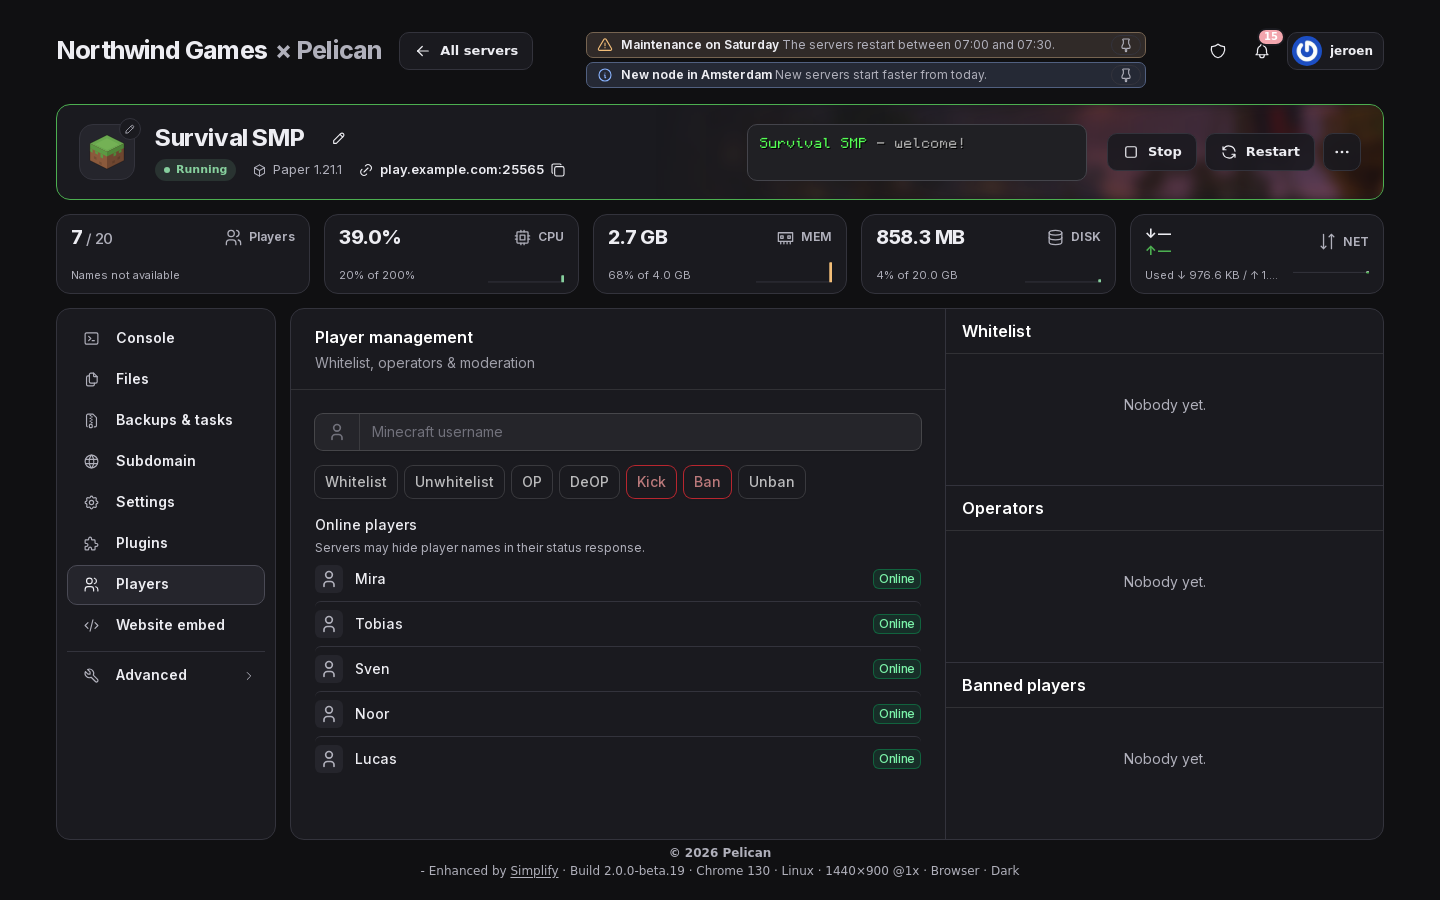 Northwind Games × Pelican
All servers
Maintenance on Saturday The servers restart between 07:00 and 07:30.
New node in Amsterdam New servers start faster from today.
15
jeroen
Survival SMP
Running
Paper 1.21.1
play.example.com:25565
Survival SMP - welcome!
Stop
Restart
7 / 20
Players
Names not available
39.0%
CPU
20% of 200%
2.7 GB
MEM
68% of 4.0 GB
858.3 MB
DISK
4% of 20.0 GB
↓—
↑—
NET
Used ↓ 976.6 KB / ↑ 1....
Console
Files
Backups & tasks
Subdomain
Settings
Plugins
Players
Website embed
Advanced
Player management
Whitelist, operators & moderation
Minecraft username
Whitelist
Unwhitelist
OP
DeOP
Kick
Ban
Unban
Online players
Servers may hide player names in their status response.
Mira
Online
Tobias
Online
Sven
Online
Noor
Online
Lucas
Online
Whitelist
Nobody yet.
Operators
Nobody yet.
Banned players
Nobody yet.
© 2026 Pelican
- Enhanced by Simplify · Build 2.0.0-beta.19 · Chrome 130 · Linux · 1440×900 @1x · Browser · Dark